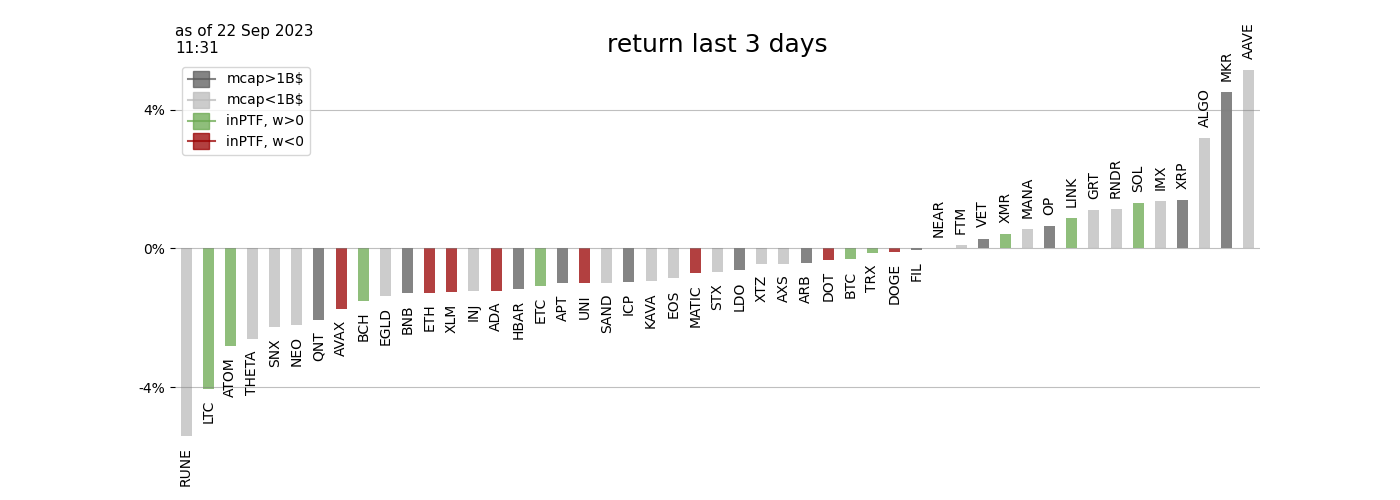 as of 22 Sep 2023
11:31
return last 3 days
mcap>1B$
mcap<1B$
inPTF, w>0
inPTF, w<0
4%
0%
-4%
RUNE
LTC
ATOM
THETA
SNX
NEO
QNT
AVAX
BCH
EGLD
BNB
ETH
XLM
INJ
ADA
HBAR
ETC
APT
UNI
SAND
ICP
KAVA
EOS
MATIC
STX
LDO
XTZ
AXS
ARB
DOT
BTC
TRX
DOGE
FIL
NEAR
FTM
VET
XMR
MANA
OP
LINK
GRT
RNDR
SOL
IMX
XRP
ALGO
MKR
AAVE